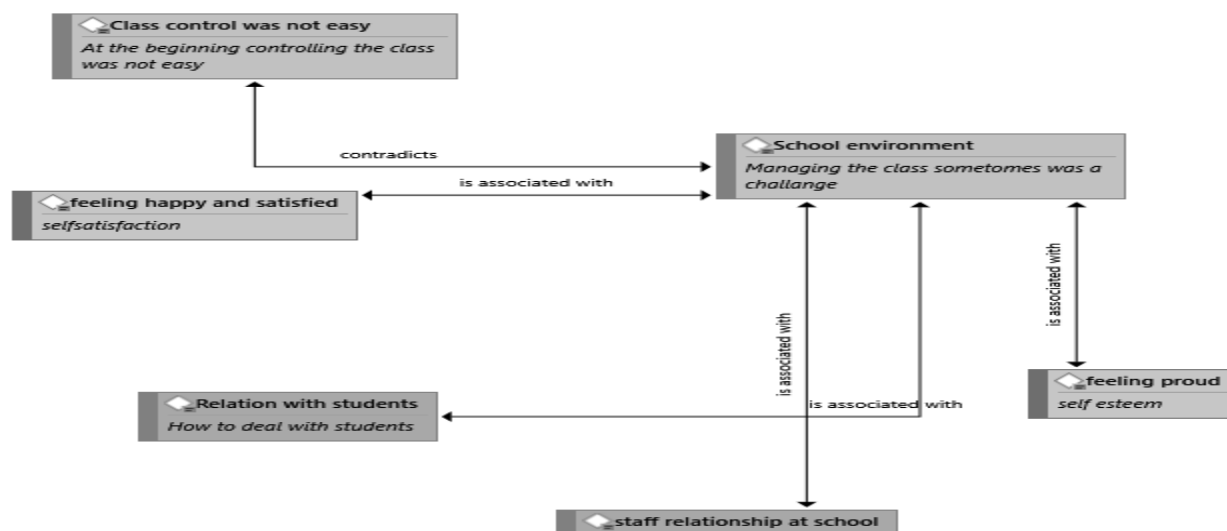 Class control was not easy
At the beginning controlling the class
was not easy
contradicts
School environment
Managing the class sometomes was a
challange
is associated with
feeling happy and satisfied
selfsatisfaction
is associated with
is associated with
feeling proud
self esteem
Relation with students
How to deal with students
is associated with
staff relationship at school